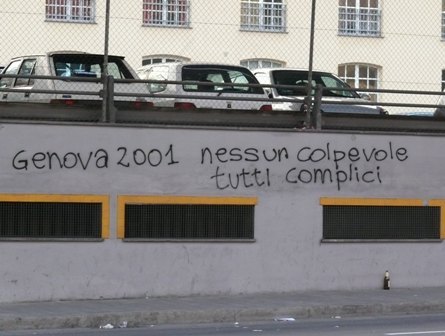 Genova 2001 nessun colpevole
tutti complici